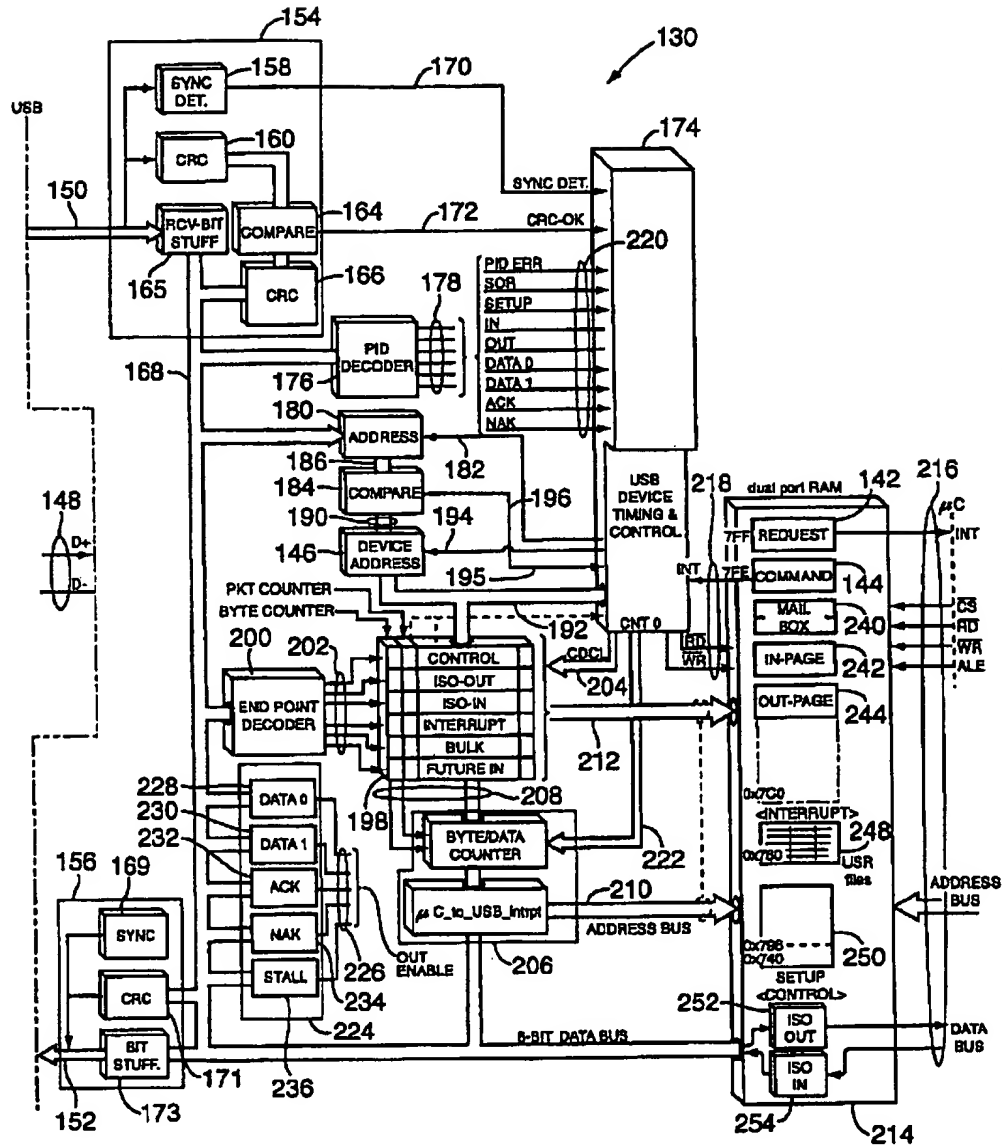 154
130
158
SYNC
DET.
170
USB
174
160
CRC
SYNC DET.
150
164
172
CRC-OK
RCV-BIT
STUFF
COMPARE
220
165
166
CRC
178
PID ERR
SOR
SETUP
IN
OUT
DATA 0
DATA 1
ACK
NAK
PID
DECODER
168
176
180
ADDRESS
182
186
184
COMPARE
196
USB
DEVICE
TIMING &
CONTROL
218
dual port RAM
142
216
µC
148
D+
D-
190
194
146
DEVICE
ADDRESS
195
7FF
REQUEST
INT
INT
7FE
COMMAND
144
PKT COUNTER
BYTE COUNTER
192
CNT 0
MAIL
BOX
240
CS
RD
WR
ALE
200
202
CONTROL
CDCI
RD
WR
IN-PAGE
242
204
ISO-OUT
END POINT
DECODER
ISO-IN
OUT-PAGE
244
INTERRUPT
212
BULK
FUTURE IN
228
198
208
0x7C0
DATA 0
<INTERRUPT>
230
BYTE/DATA
COUNTER
248
232
DATA 1
222
0x780
USR
files
156
169
ACK
210
ADDRESS
BUS
SYNC
µC_to_USB_Intrpt
ADDRESS BUS
NAK
226
OUT
ENABLE
206
0x796
0x740
250
234
STALL
SETUP
<CONTROL>
CRC
224
252
ISO
OUT
8-BIT DATA BUS
DATA
BUS
BIT
STUFF.
171
236
ISO
IN
152
173
254
214